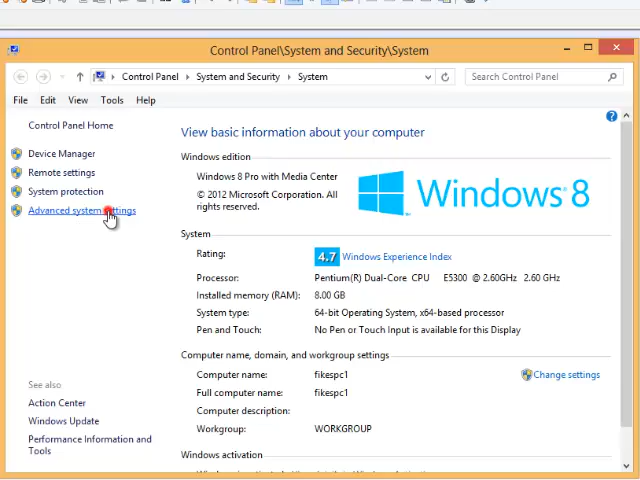 Control Panel\System and Security\System
Control Panel System and Security System
Search Control Panel
File Edit View Tools Help
Control Panel Home
Device Manager
Remote settings
System protection
Advanced system settings
View basic information about your computer
Windows edition
Windows 8 Pro with Media Center
© 2012 Microsoft Corporation. All
rights reserved.
Windows 8
System
Rating: 4.7 Windows Experience Index
Processor: Pentium(R) Dual-Core CPU E5300 @ 2.60GHz 2.60 GHz
Installed memory (RAM): 8.00 GB
System type: 64-bit Operating System, x64-based processor
Pen and Touch: No Pen or Touch Input is available for this Display
Computer name, domain, and workgroup settings
Computer name: fikespc1
Change settings
Full computer name: fikespc1
Computer description:
Workgroup: WORKGROUP
Windows activation
See also
Action Center
Windows Update
Performance Information and
Tools